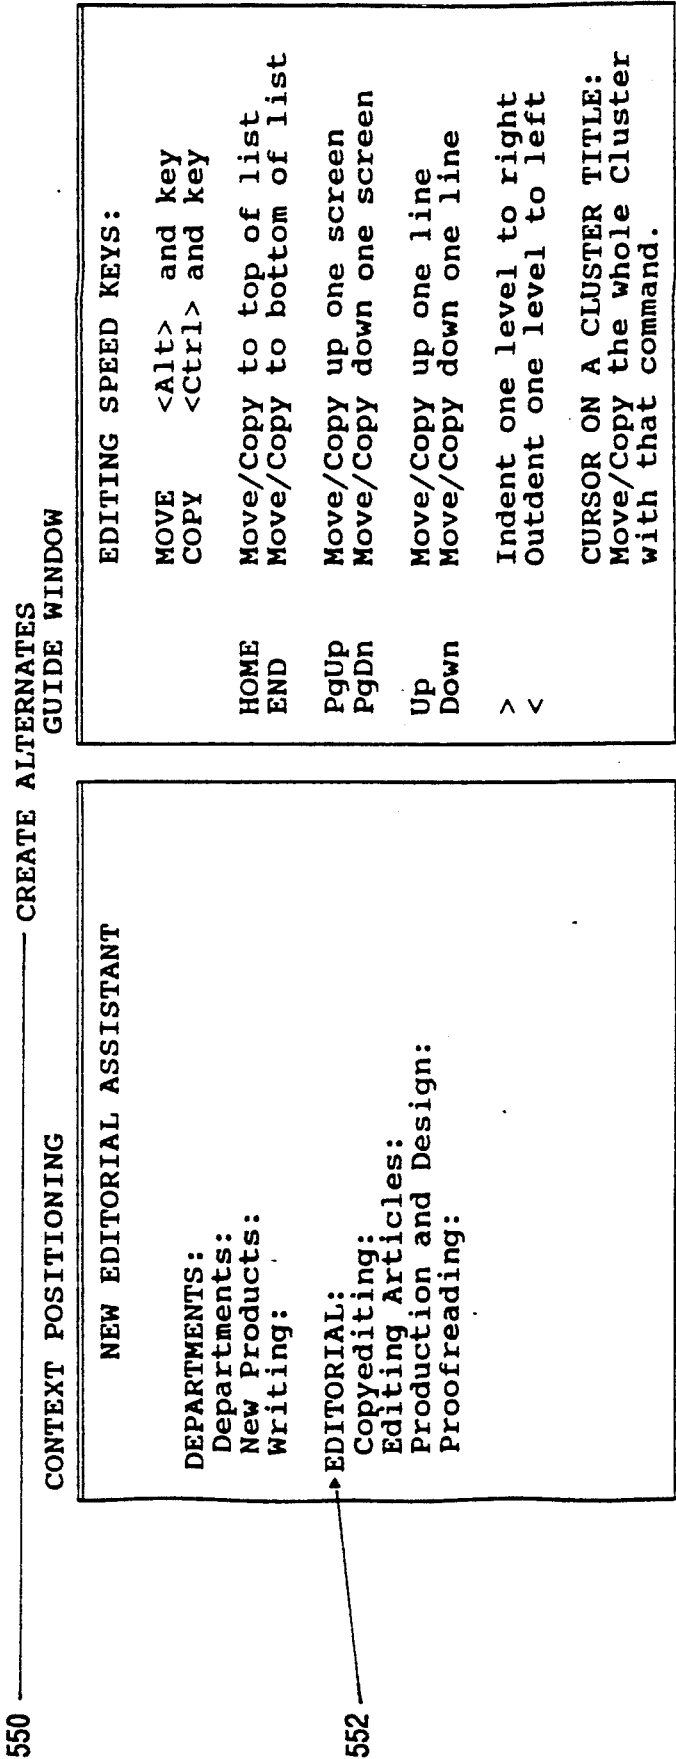 550
CREATE ALTERNATES
CONTEXT POSITIONING
NEW EDITORIAL ASSISTANT
DEPARTMENTS:
Departments:
New Products:
Writing:
552
EDITORIAL:
Copyediting:
Editing Articles:
Production and Design:
Proofreading:
GUIDE WINDOW
EDITING SPEED KEYS:
MOVE <Alt> and key
COPY <Ctrl> and key
HOME Move/Copy to top of list
END Move/Copy to bottom of list
PgUp Move/Copy up one screen
PgDn Move/Copy down one screen
Up Move/Copy up one line
Down Move/Copy down one line
> Indent one level to right
< Outdent one level to left
CURSOR ON A CLUSTER TITLE:
Move/Copy the whole Cluster
with that command.